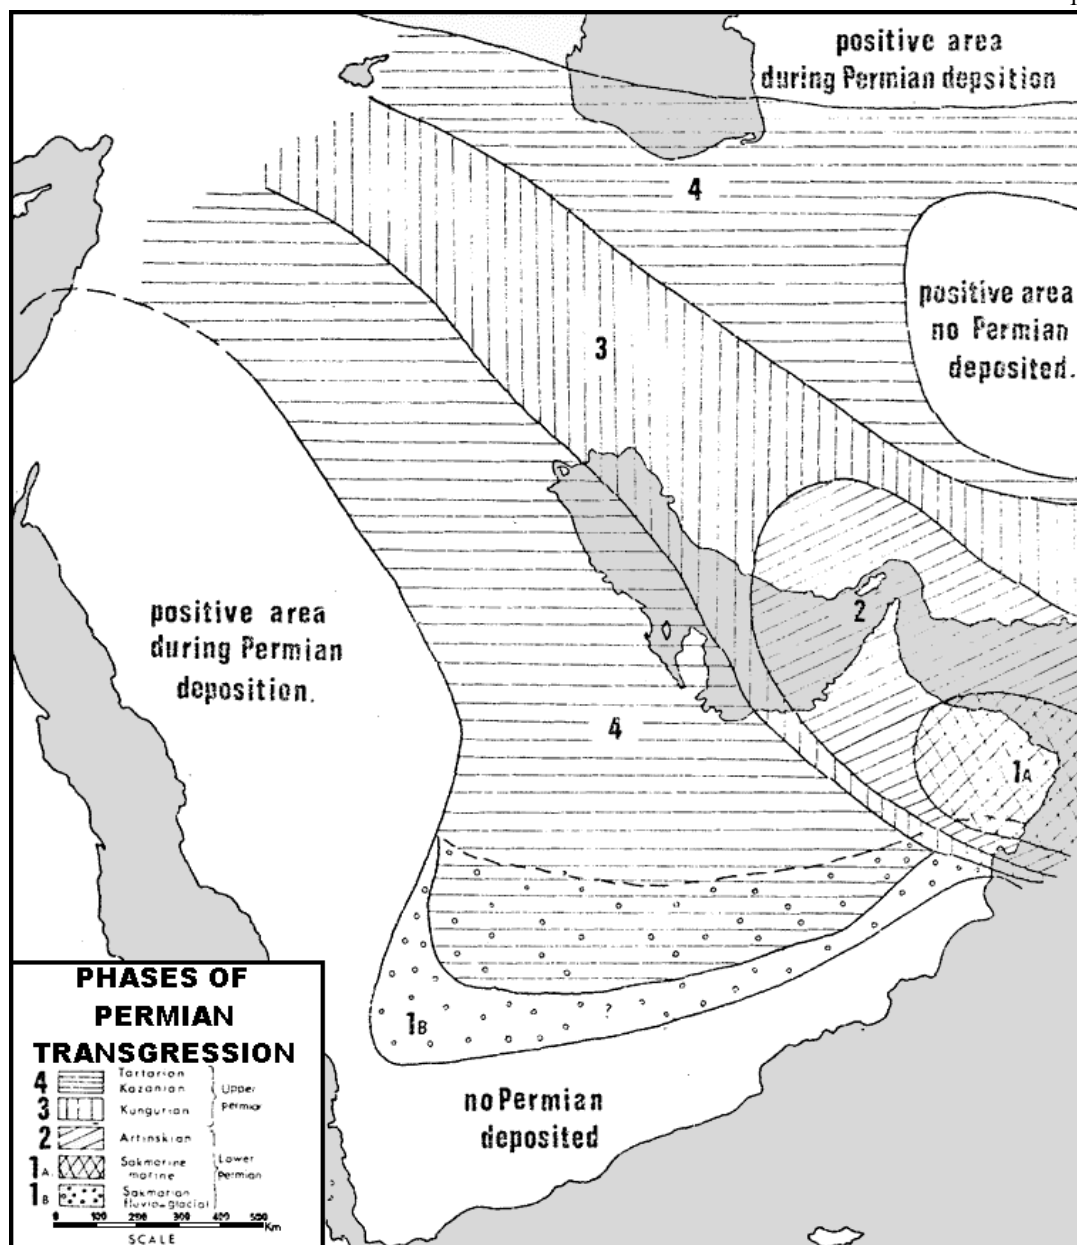 positive area
during Permian depsition
4
positive area
no Permian
deposited.
3
2
positive area
during Permian
deposition.
4
1A
1B
?
no Permian
deposited
PHASES OF
PERMIAN
TRANSGRESSION
4 Tartarian
Kazanian
Upper
permian
3 Kungurian
2 Artinskian
1A. Sakmarine
marine
Lower
Permian
1B Sakmarian
fluvio-glacial
0 100 200 300 400 500
Km
SCALE